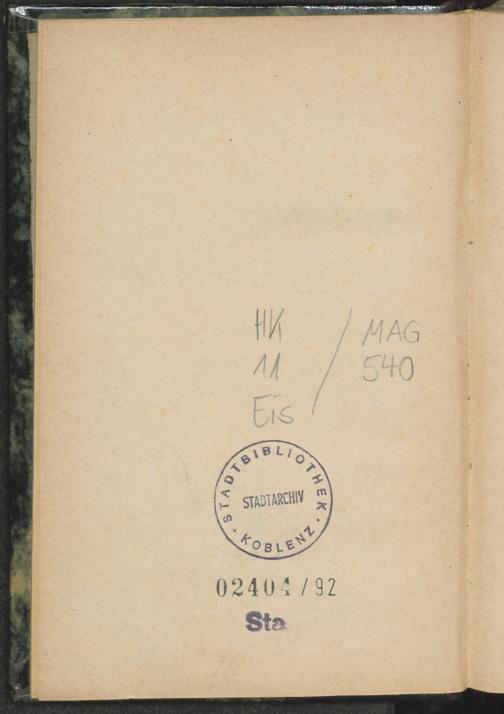 HK / MAG
11 540
Eis
STADTBIBLIOTHEK
STADTARCHIV
KOBLENZ
02404 / 92
Sta